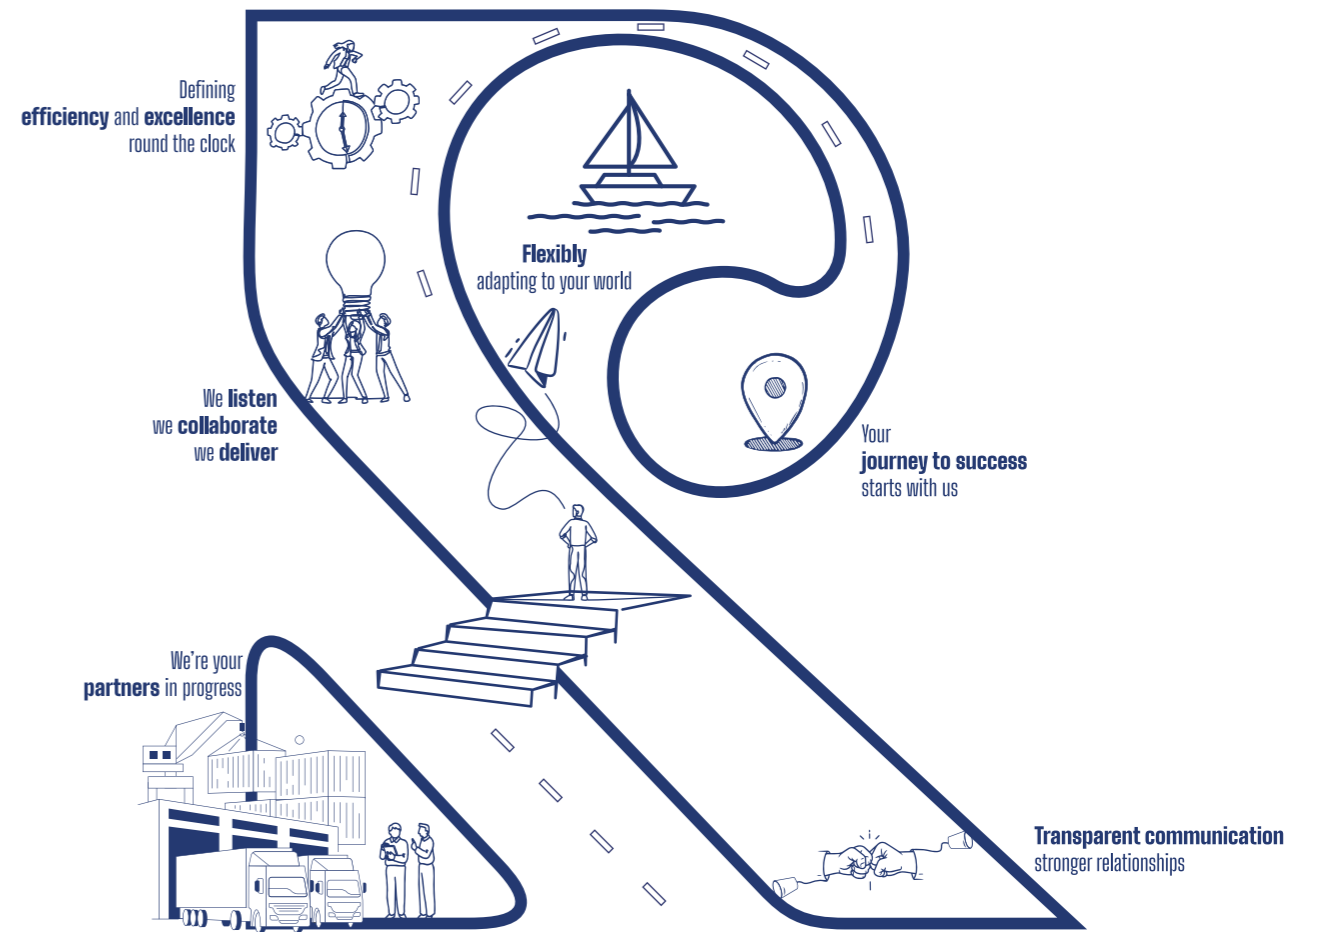 Defining
efficiency and excellence
round the clock
Flexibly
adapting to your world
We listen
we collaborate
we deliver
Your
journey to success
starts with us
We're your
partners in progress
Transparent communication
stronger relationships